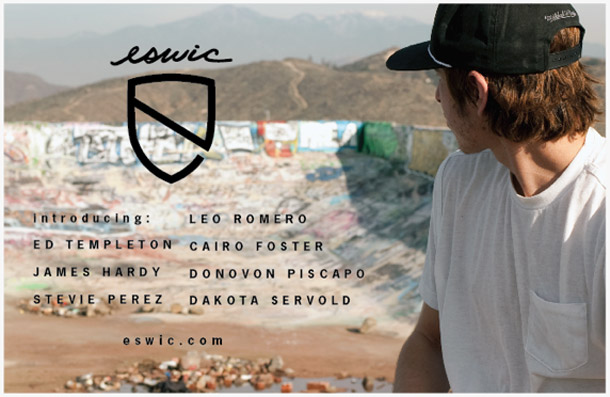 eswic
introducing:
ED TEMPLETON
JAMES HARDY
STEVIE PEREZ
LEO ROMERO
CAIRO FOSTER
DONOVON PISCAPO
DAKOTA SERVOLD
eswic.com